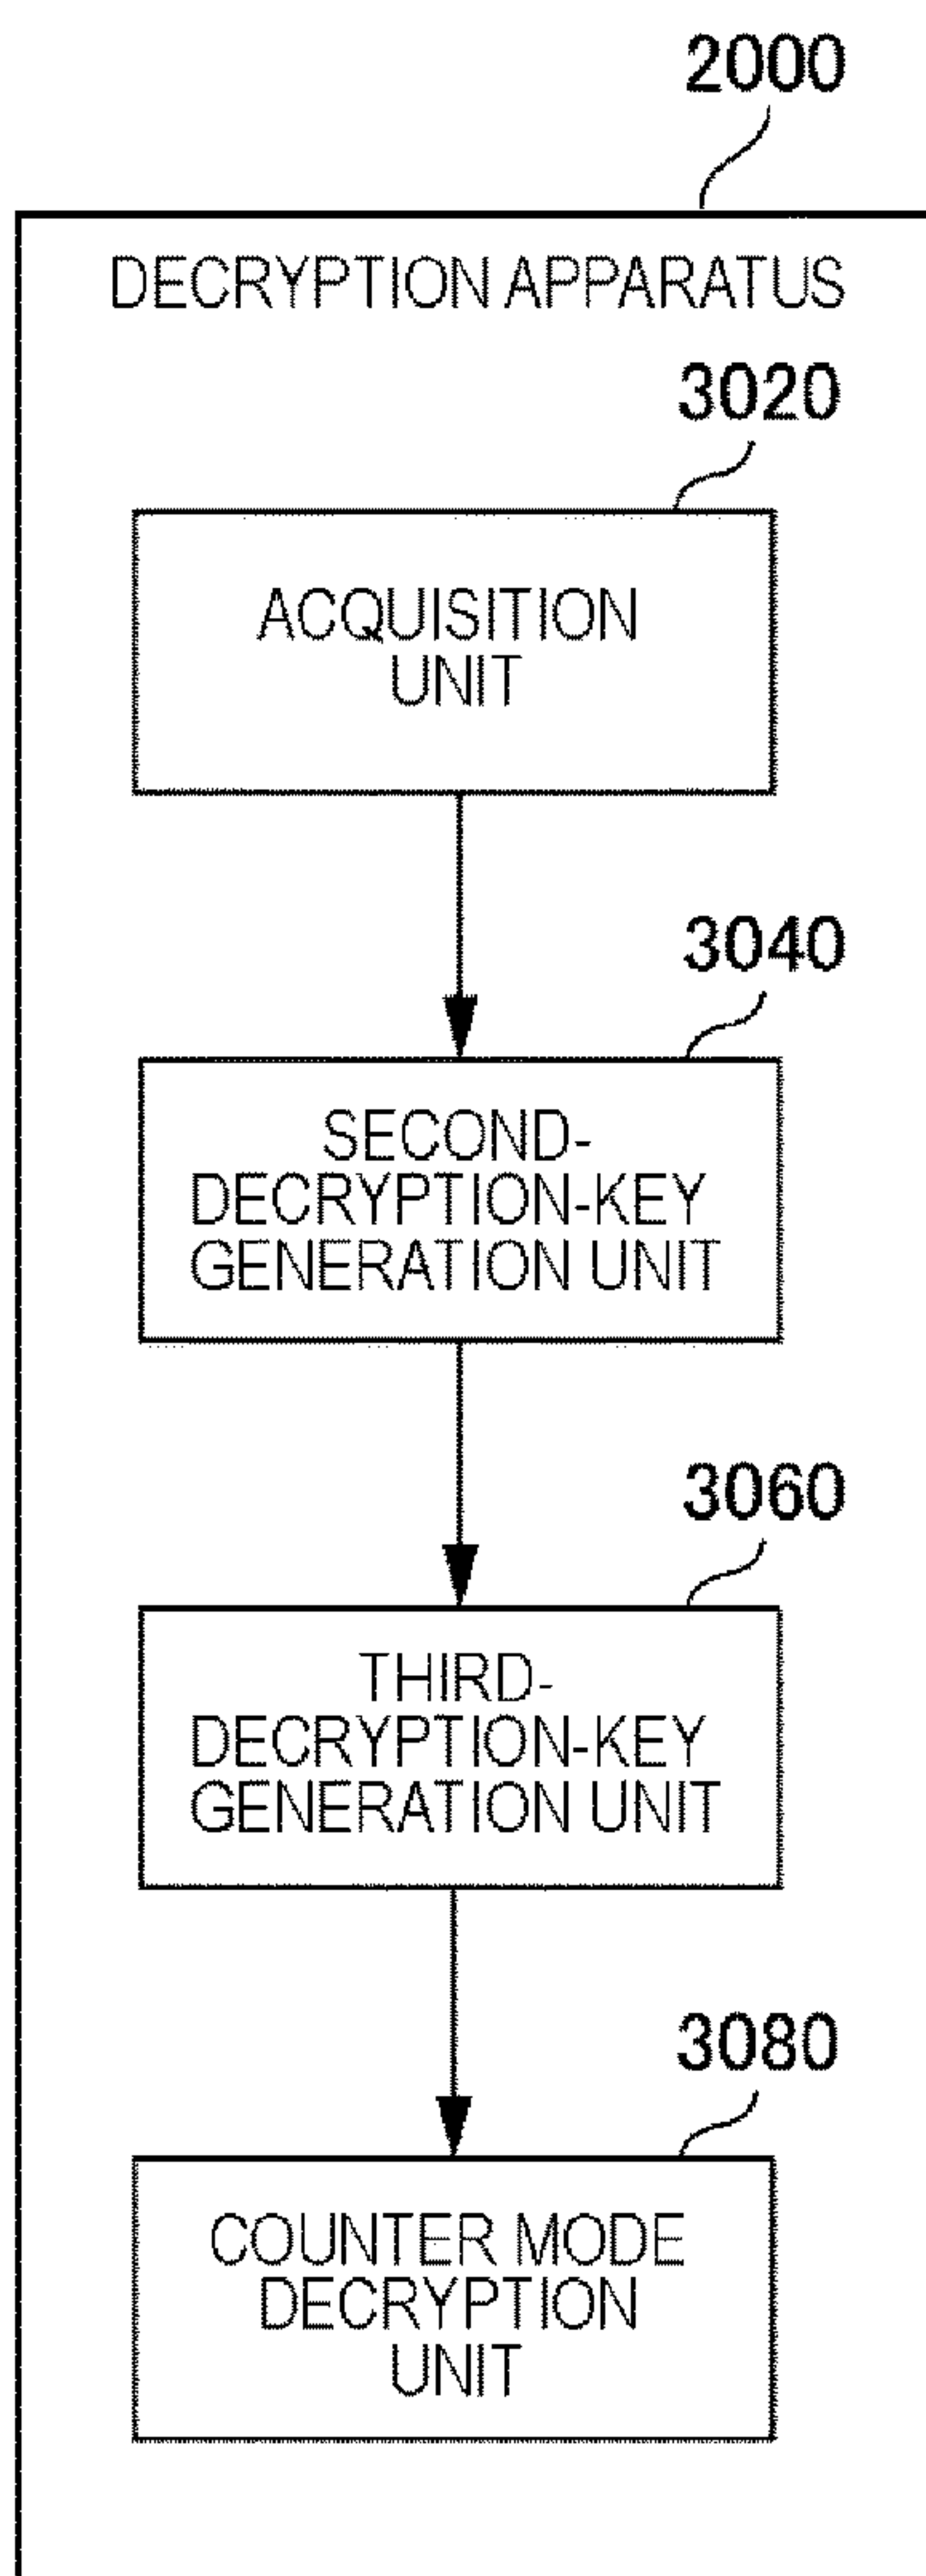 2000
DECRYPTION APPARATUS
3020
ACQUISITION
UNIT
3040
SECOND-
DECRYPTION-KEY
GENERATION UNIT
3060
THIRD-
DECRYPTION-KEY
GENERATION UNIT
3080
COUNTER MODE
DECRYPTION
UNIT